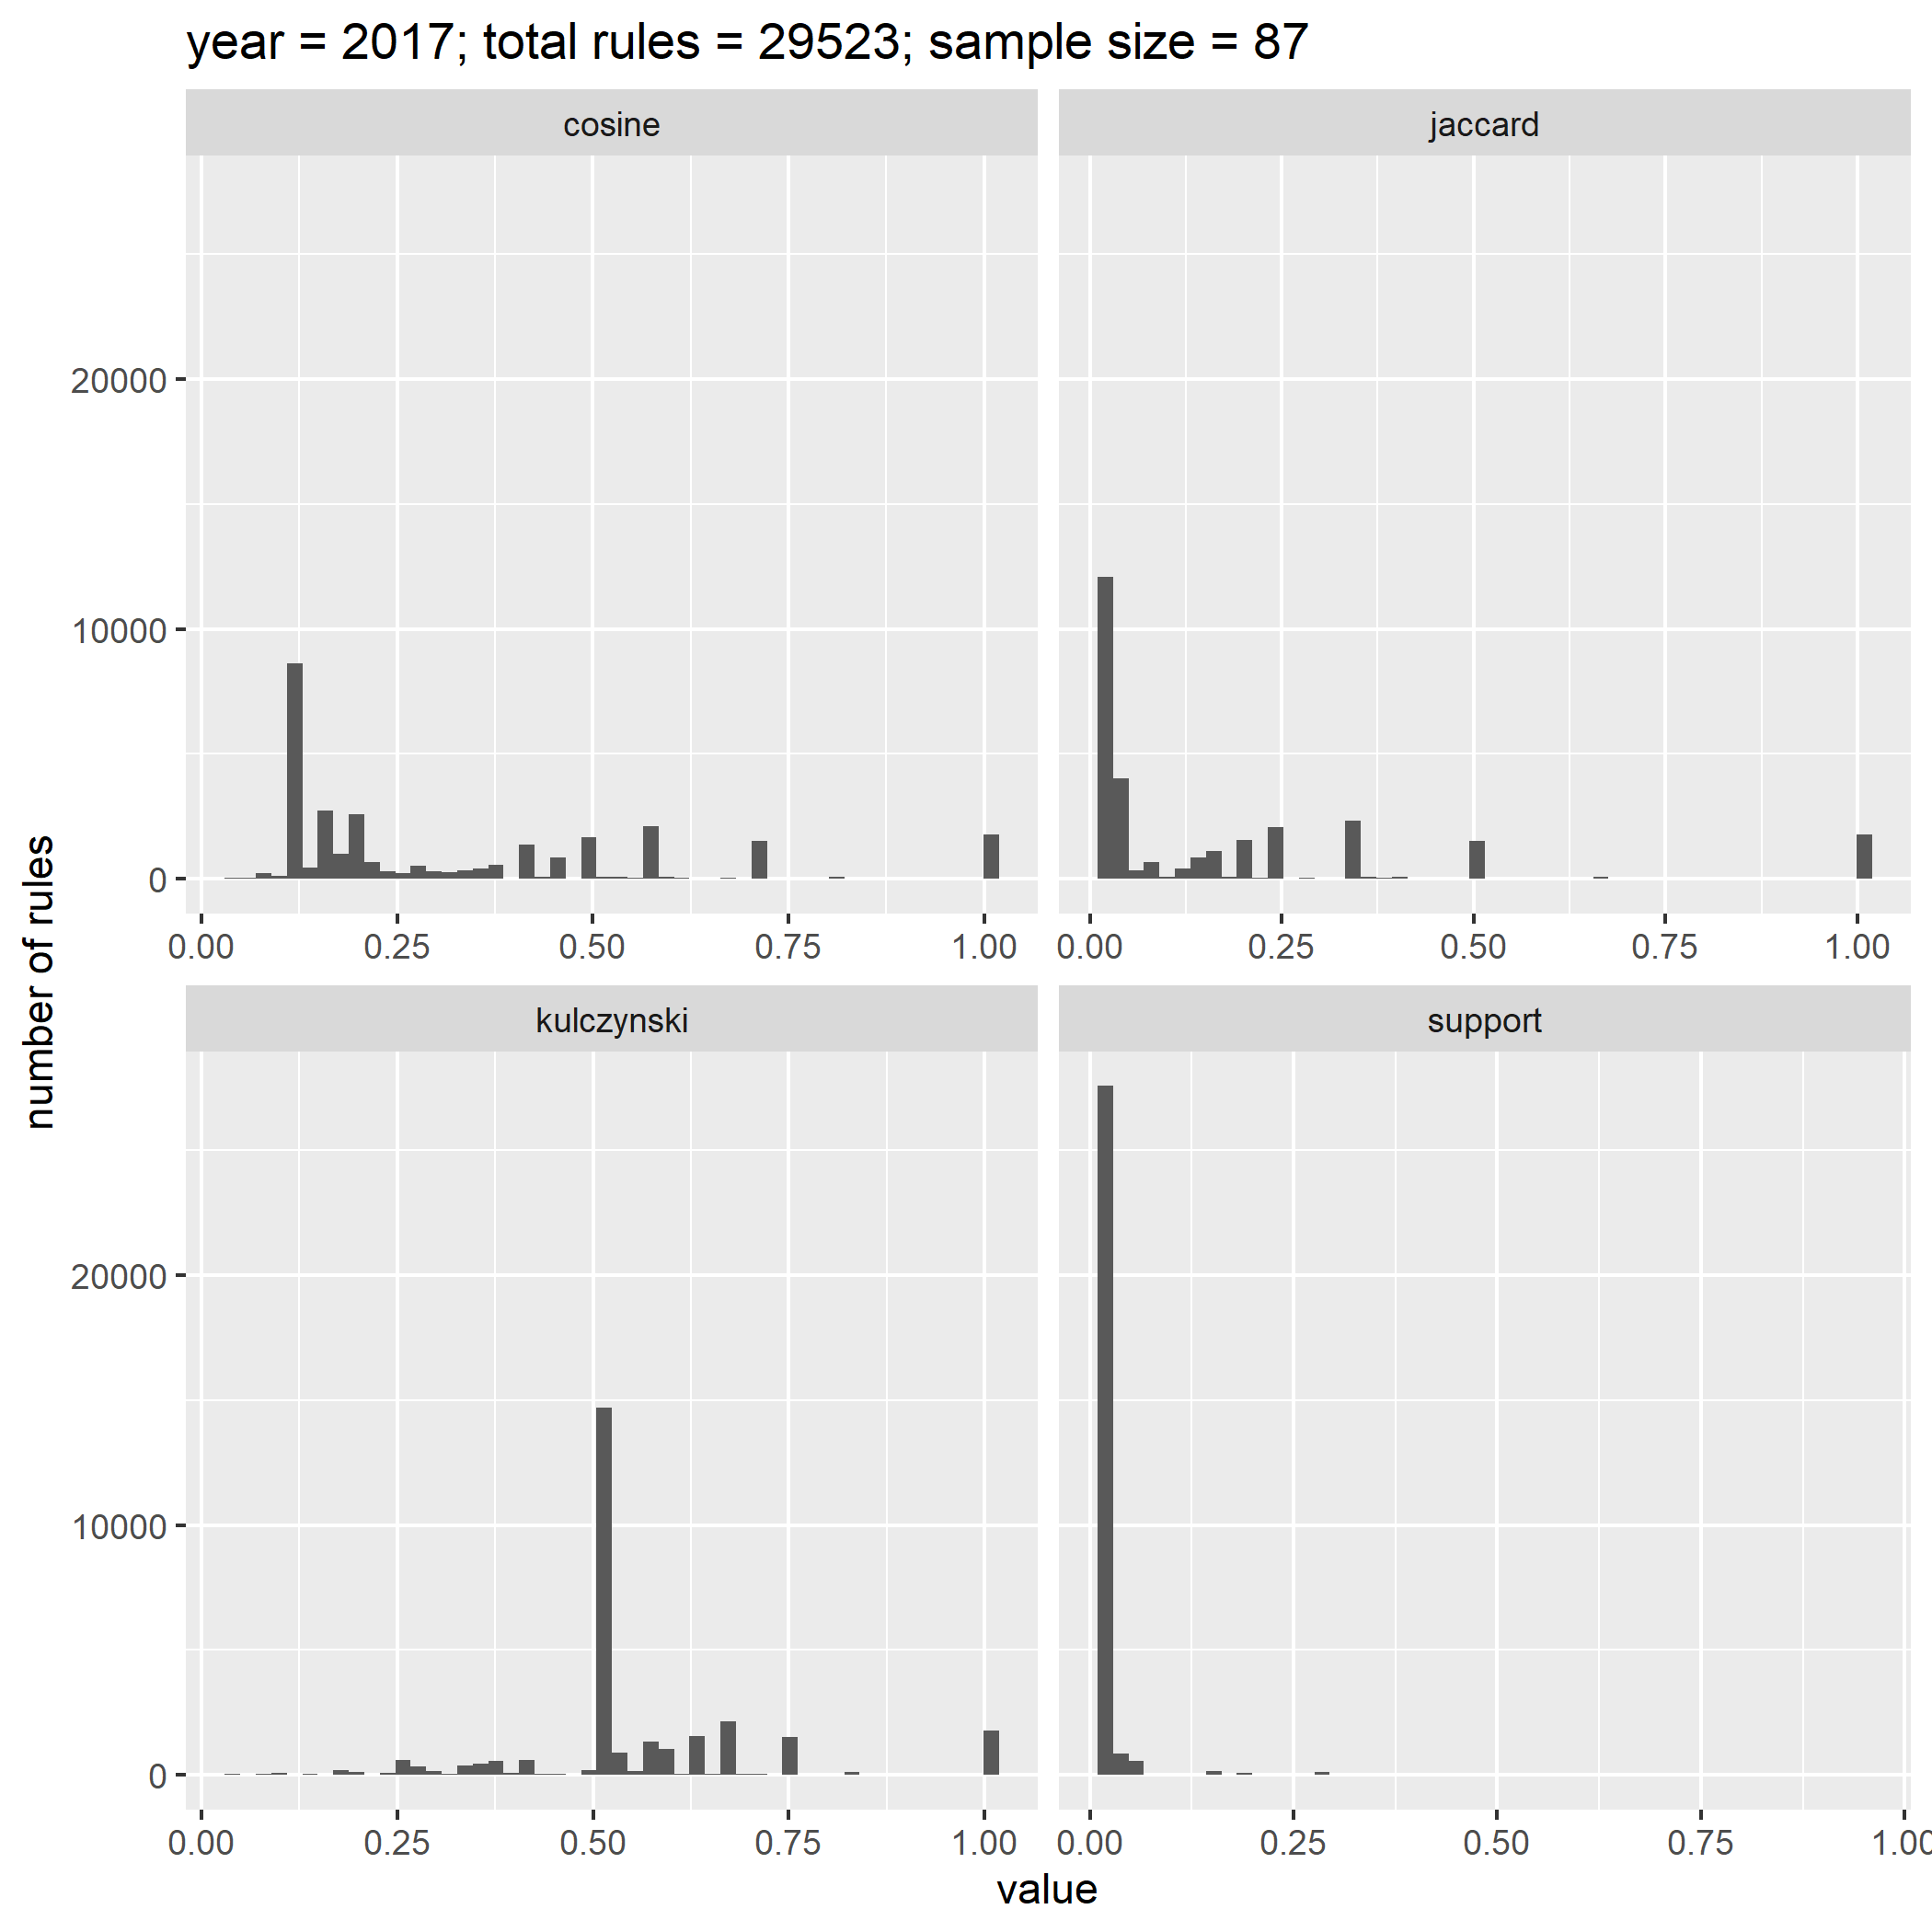 year = 2017; total rules = 29523; sample size = 87
cosine
jaccard
20000
10000
0
0.00 0.25 0.50 0.75 1.00
0.00 0.25 0.50 0.75 1.00
number of rules
kulczynski
support
20000
10000
0
0.00 0.25 0.50 0.75 1.00
0.00 0.25 0.50 0.75 1.00
value